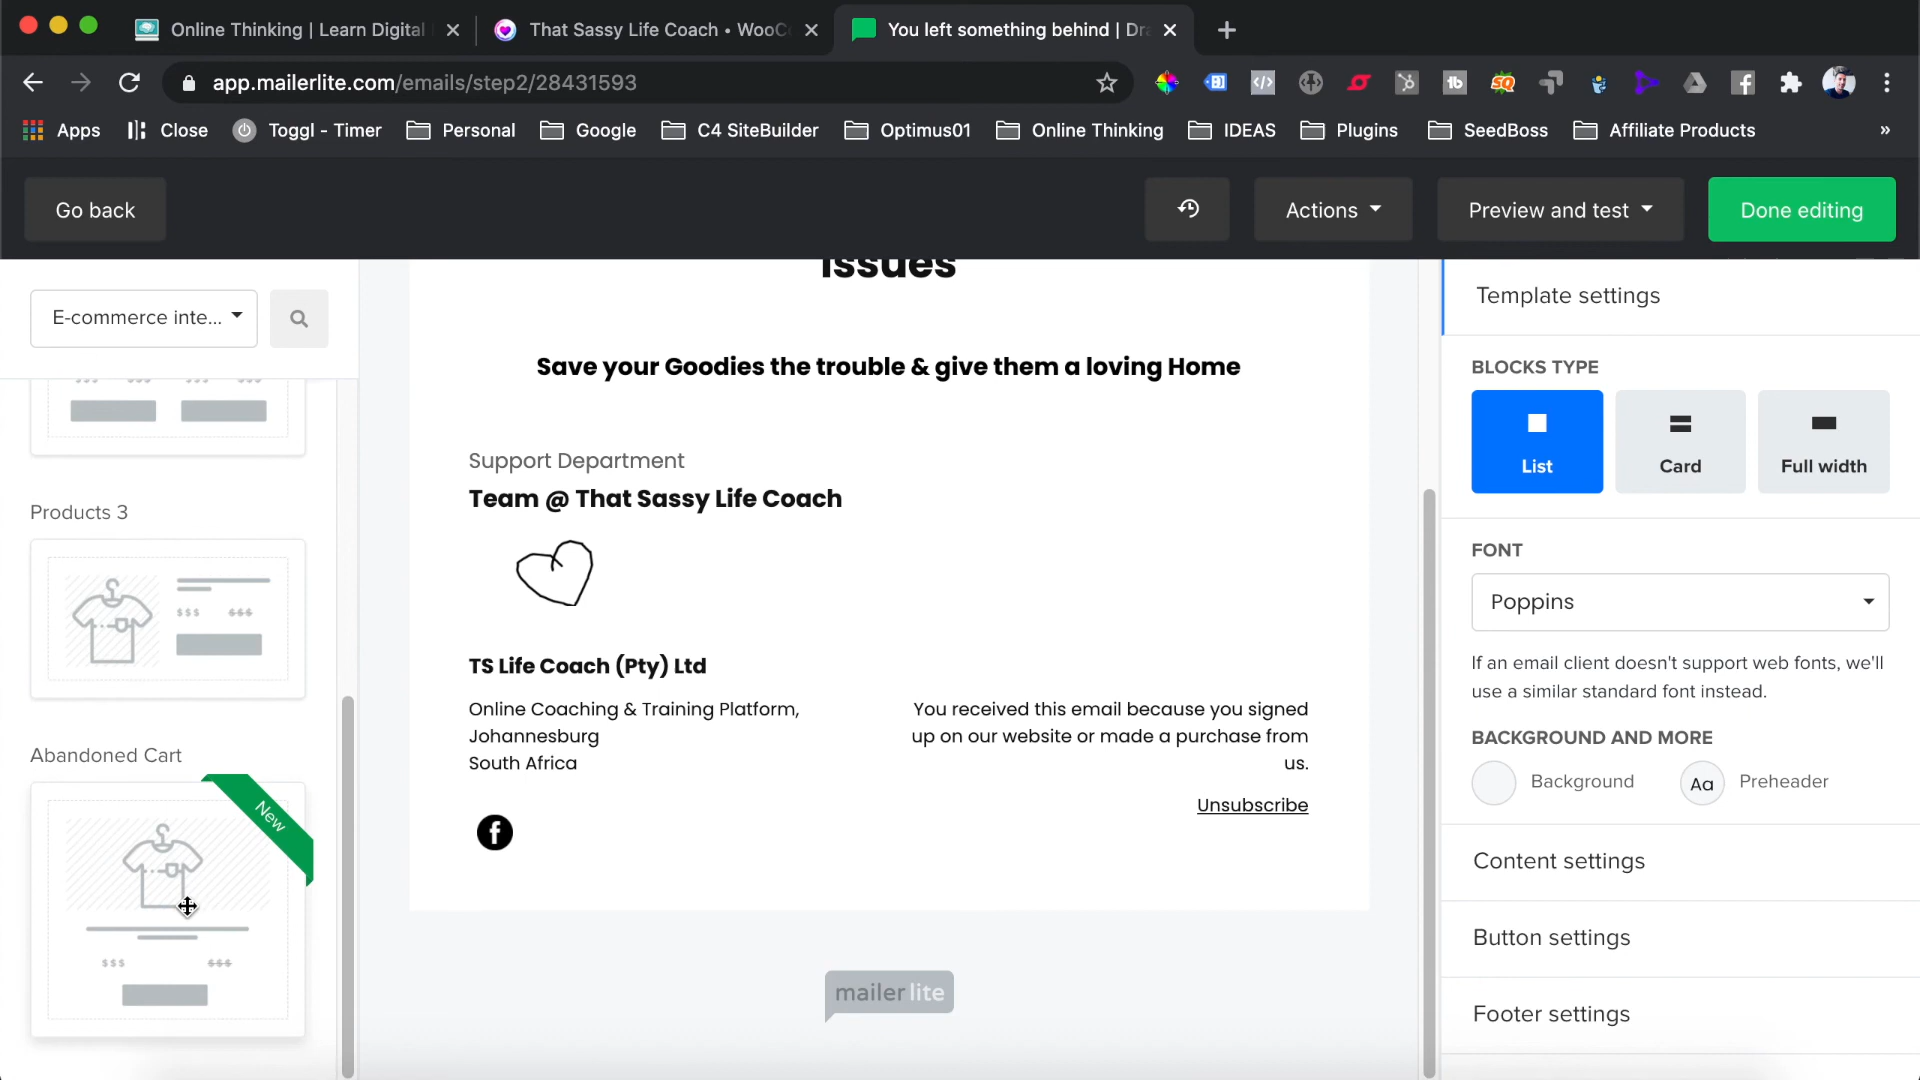 Online Thinking | Learn Digital
That Sassy Life Coach • WooC
You left something behind | Dra
app.mailerlite.com/emails/step2/28431593
Apps
Close
Toggl - Timer
Personal
Google
C4 SiteBuilder
Optimus01
Online Thinking
IDEAS
Plugins
SeedBoss
Affiliate Products
»
Go back
Actions
Preview and test
Done editing
E-commerce inte...
$$$ $$$
$$$ $$$
Products 3
$$$ $$$
Abandoned Cart
New
$$$ $$$
Issues
Save your Goodies the trouble & give them a loving Home
Support Department
Team @ That Sassy Life Coach
TS Life Coach (Pty) Ltd
Online Coaching & Training Platform,
Johannesburg
South Africa
You received this email because you signed
up on our website or made a purchase from
us.
Unsubscribe
mailerlite
Template settings
BLOCKS TYPE
List
Card
Full width
FONT
Poppins
If an email client doesn't support web fonts, we'll
use a similar standard font instead.
BACKGROUND AND MORE
Background
Aa
Preheader
Content settings
Button settings
Footer settings